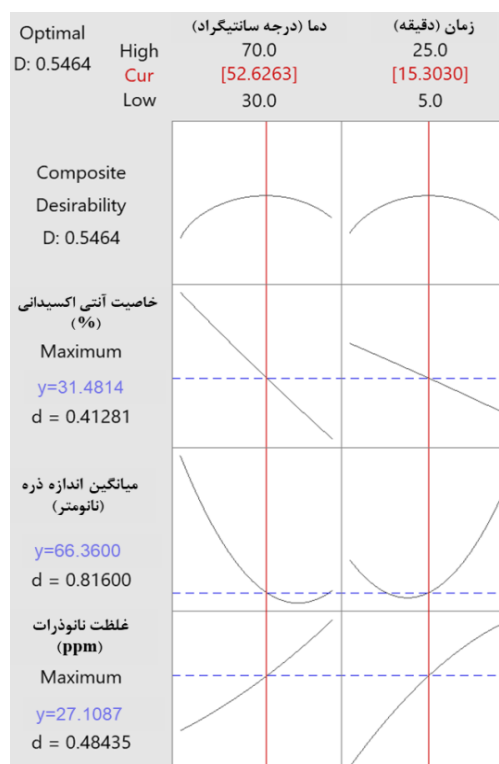 Optimal
D: 0.5464
High
Cur
Low
دما (درجه سانتیگراد)
70.0
[52.6263]
30.0
زمان (دقیقه)
25.0
[15.3030]
5.0
Composite
Desirability
D: 0.5464
خاصیت آنتی اکسیدانی
(%)
Maximum
y=31.4814
d = 0.41281
میانگین اندازه ذره
(نانومتر)
y=66.3600
d = 0.81600
غلظت نانوذرات
(ppm)
Maximum
y=27.1087
d = 0.48435